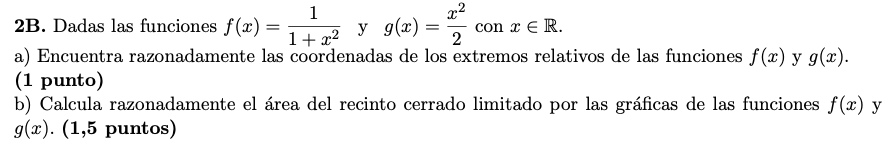 2B. Dadas las funciones $f(x) = \dfrac{1}{1+x^2}$ y $g(x) = \dfrac{x^2}{2}$ con $x \in \mathbb{R}$.
a) Encuentra razonadamente las coordenadas de los extremos relativos de las funciones $f(x)$ y $g(x)$.
(1 punto)
b) Calcula razonadamente el área del recinto cerrado limitado por las gráficas de las funciones $f(x)$ y
$g(x)$. (1,5 puntos)